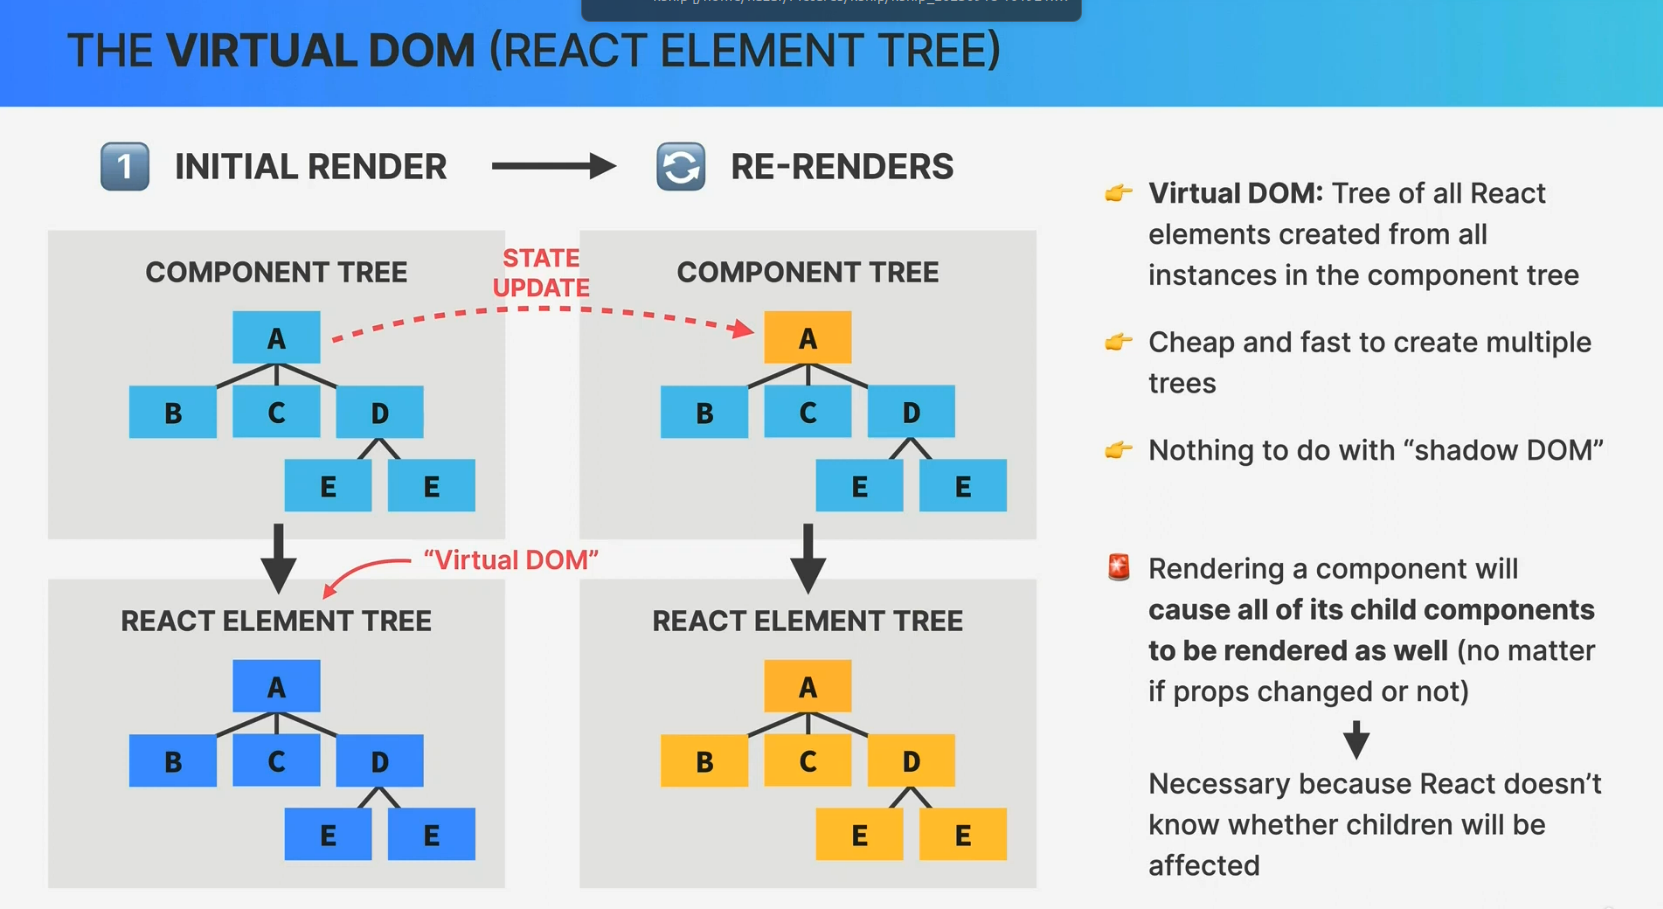 THE VIRTUAL DOM (REACT ELEMENT TREE)
1 INITIAL RENDER
RE-RENDERS
COMPONENT TREE
A
B C D
E E
STATE
UPDATE
COMPONENT TREE
A
B C D
E E
“Virtual DOM”
REACT ELEMENT TREE
A
B C D
E E
REACT ELEMENT TREE
A
B C D
E E
Virtual DOM: Tree of all React
elements created from all
instances in the component tree
Cheap and fast to create multiple
trees
Nothing to do with “shadow DOM”
Rendering a component will
cause all of its child components
to be rendered as well (no matter
if props changed or not)
Necessary because React doesn’t
know whether children will be
affected